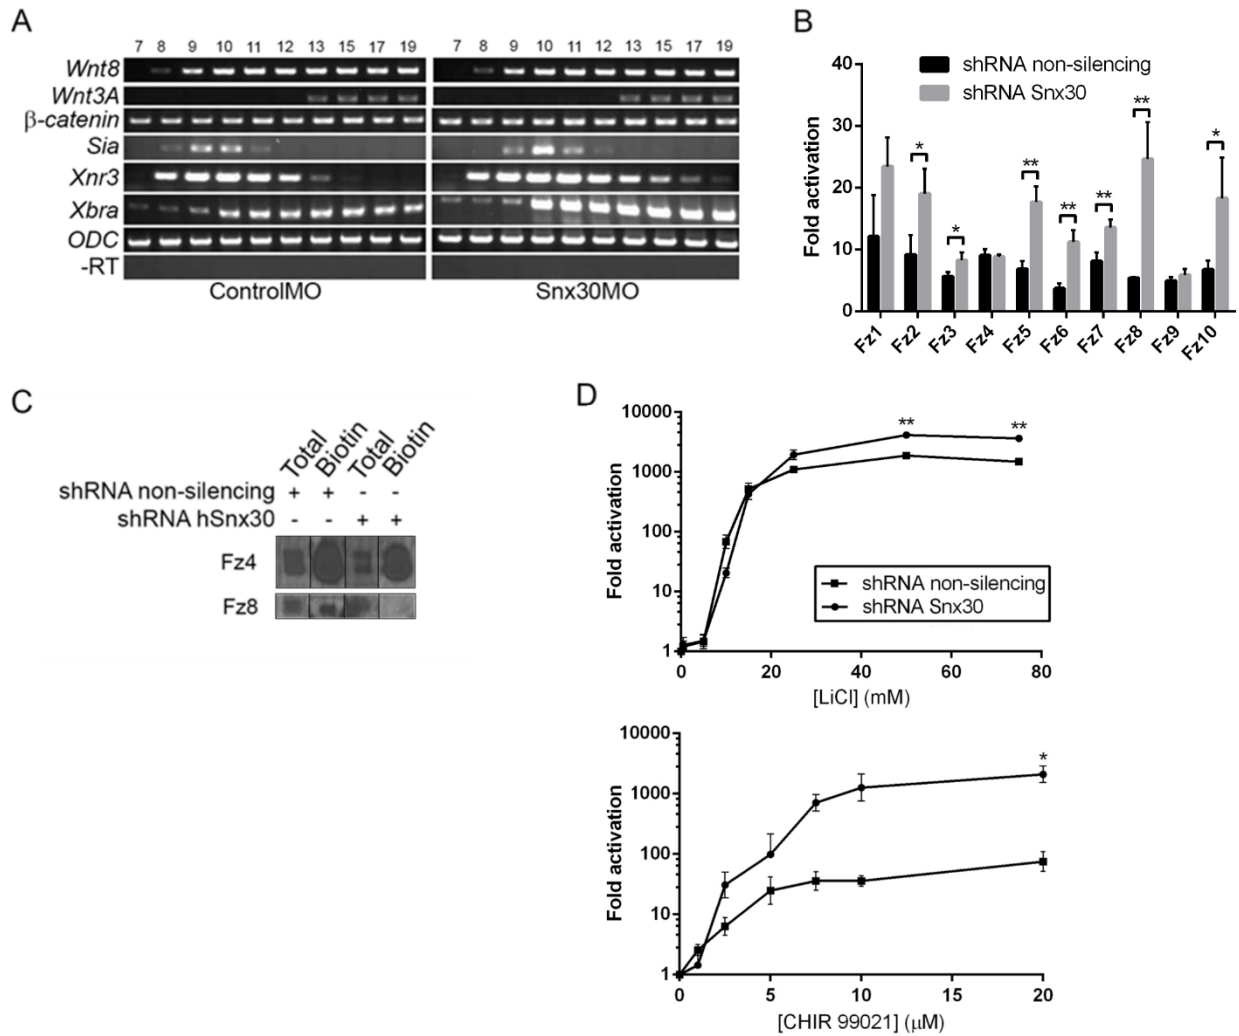 A
7 8 9 10 11 12 13 15 17 19 7 8 9 10 11 12 13 15 17 19
Wnt8
Wnt3A
β-catenin
Sia
Xnr3
Xbra
ODC
-RT
ControlMO Snx30MO
B
shRNA non-silencing
shRNA Snx30
Fold activation
40
30
20
10
0
* * ** ** ** ** *
Fz1 Fz2 Fz3 Fz4 Fz5 Fz6 Fz7 Fz8 Fz9 Fz10
C
Total Biotin Total Biotin
shRNA non-silencing + + - -
shRNA hSnx30 - - + +
Fz4
Fz8
D
Fold activation
10000
1000
100
10
1
** **
shRNA non-silencing
shRNA Snx30
0 20 40 60 80
[LiCl] (mM)
Fold activation
10000
1000
100
10
1
*
0 5 10 15 20
[CHIR 99021] (μM)